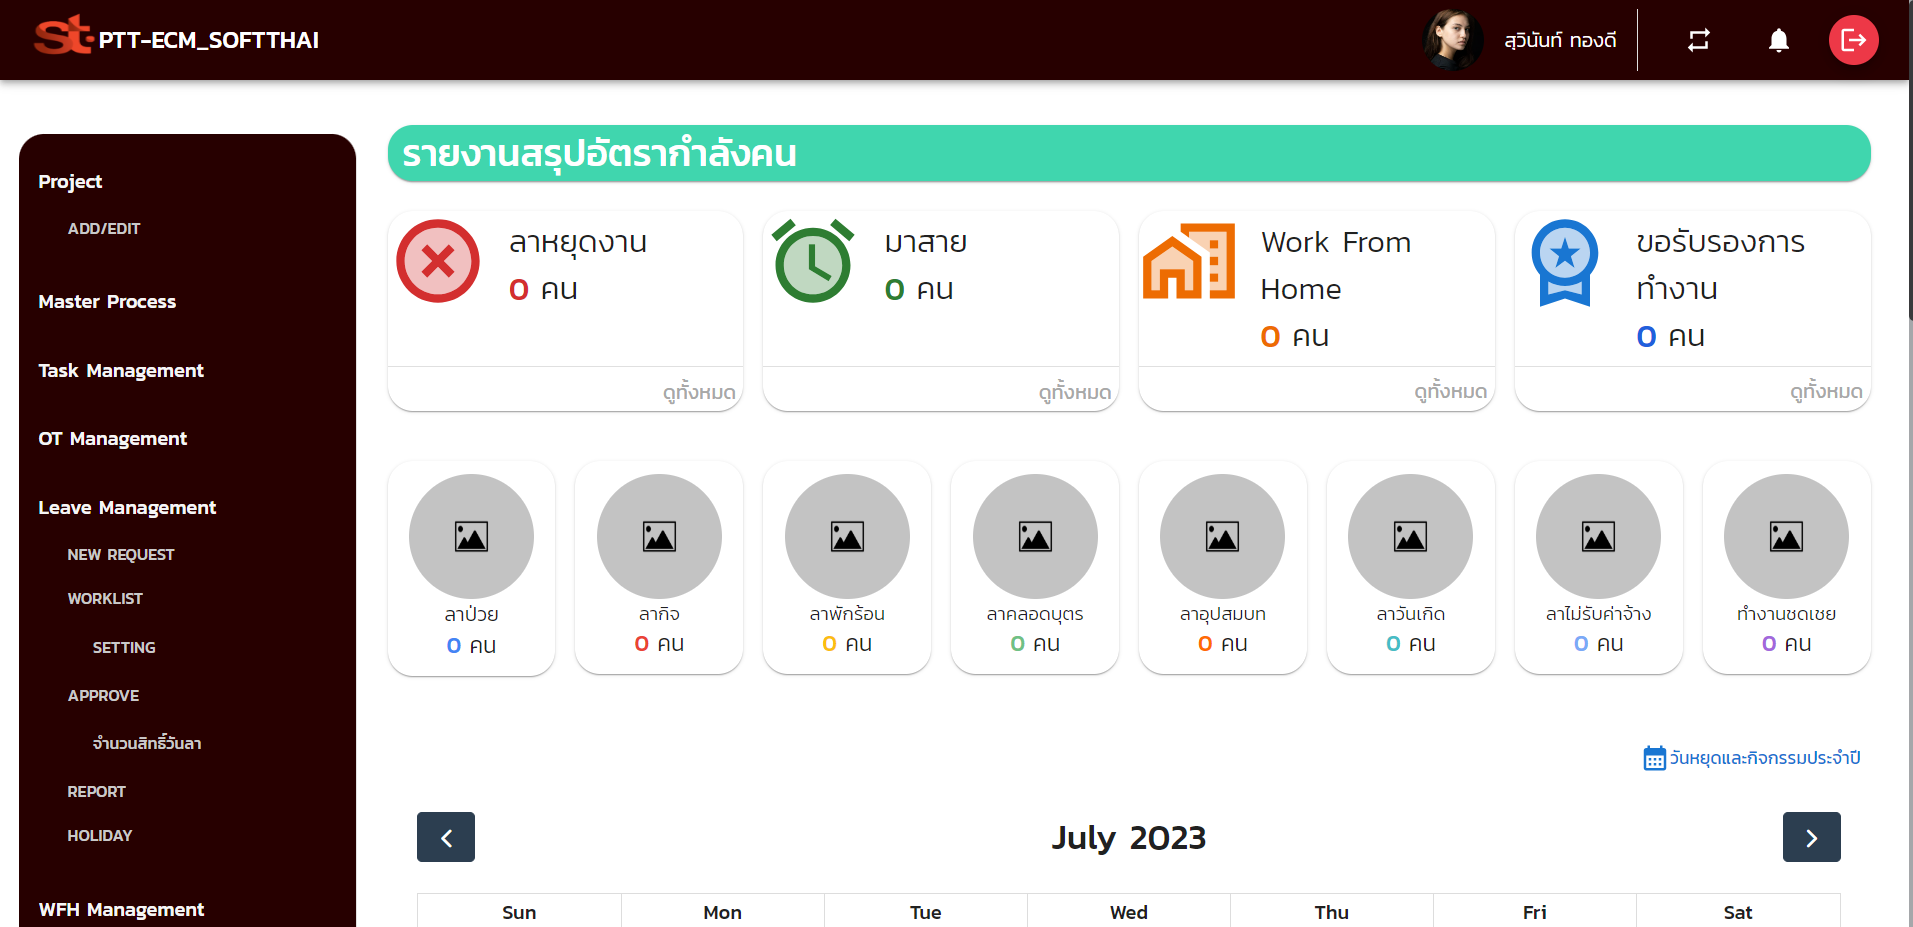 st. PTT-ECM_SOFTTHAI
สุวินันท์ ทองดี
Project
ADD/EDIT
Master Process
Task Management
OT Management
Leave Management
NEW REQUEST
WORKLIST
SETTING
APPROVE
จำนวนสิทธิ์วันลา
REPORT
HOLIDAY
WFH Management
รายงานสรุปอัตรากำลังคน
ลาหยุดงาน
0 คน
ดูทั้งหมด
มาสาย
0 คน
ดูทั้งหมด
Work From
Home
0 คน
ดูทั้งหมด
ขอรับรองการ
ทำงาน
0 คน
ดูทั้งหมด
ลาป่วย
0 คน
ลากิจ
0 คน
ลาพักร้อน
0 คน
ลาคลอดบุตร
0 คน
ลาอุปสมบท
0 คน
ลาวันเกิด
0 คน
ลาไม่รับค่าจ้าง
0 คน
ทำงานชดเชย
0 คน
วันหยุดและกิจกรรมประจำปี
July 2023
Sun Mon Tue Wed Thu Fri Sat